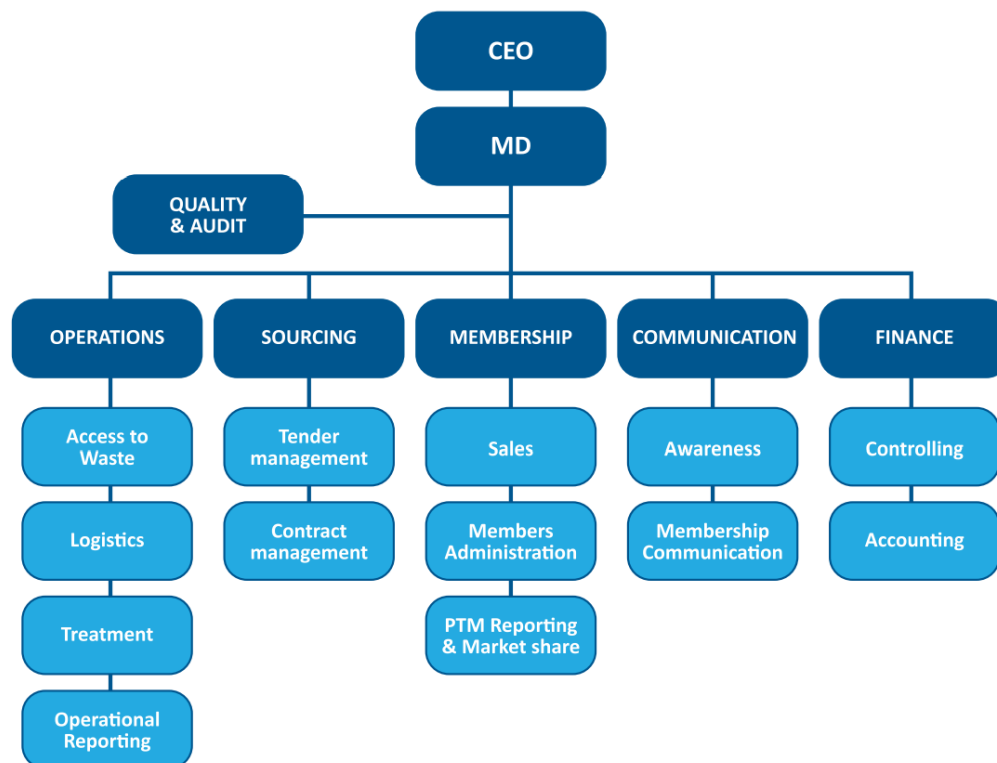 CEO
MD
QUALITY
& AUDIT
OPERATIONS
SOURCING
MEMBERSHIP
COMMUNICATION
FINANCE
Access to
Waste
Tender
management
Sales
Awareness
Controlling
Logistics
Contract
management
Members
Administration
Membership
Communication
Accounting
Treatment
PTM Reporting
& Market share
Operational
Reporting